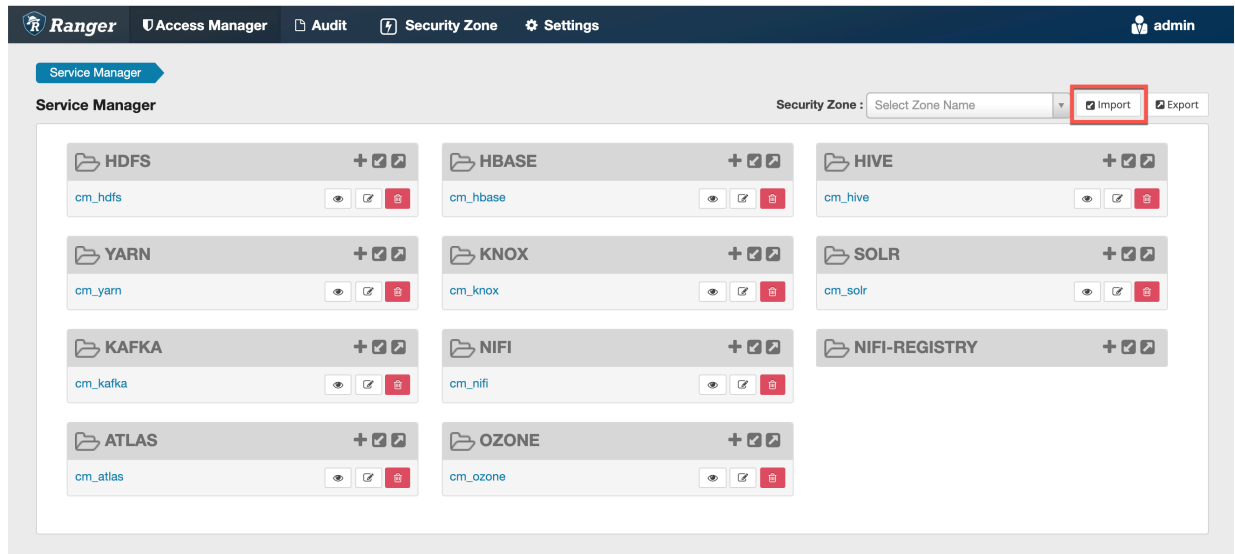 Ranger Access Manager Audit Security Zone Settings admin
Service Manager
Service Manager Security Zone : Select Zone Name Import Export
HDFS HBASE HIVE
cm_hdfs cm_hbase cm_hive
YARN KNOX SOLR
cm_yarn cm_knox cm_solr
KAFKA NIFI NIFI-REGISTRY
cm_kafka cm_nifi
ATLAS OZONE
cm_atlas cm_ozone